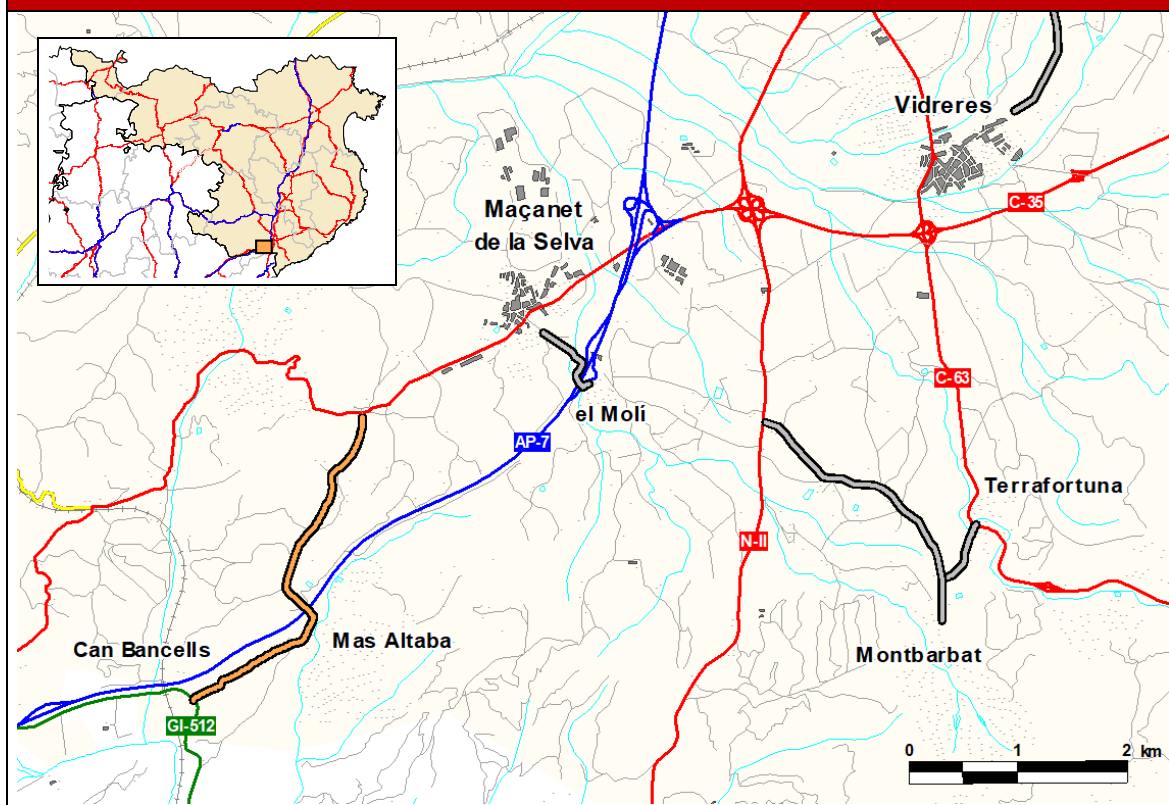 Vidreres
C-35
Maçanet
de la Selva
C-63
el Molí
AP-7
Terrafortuna
N-II
Can Bancells
Mas Altaba
Montbarbat
GI-512
0 1 2 km